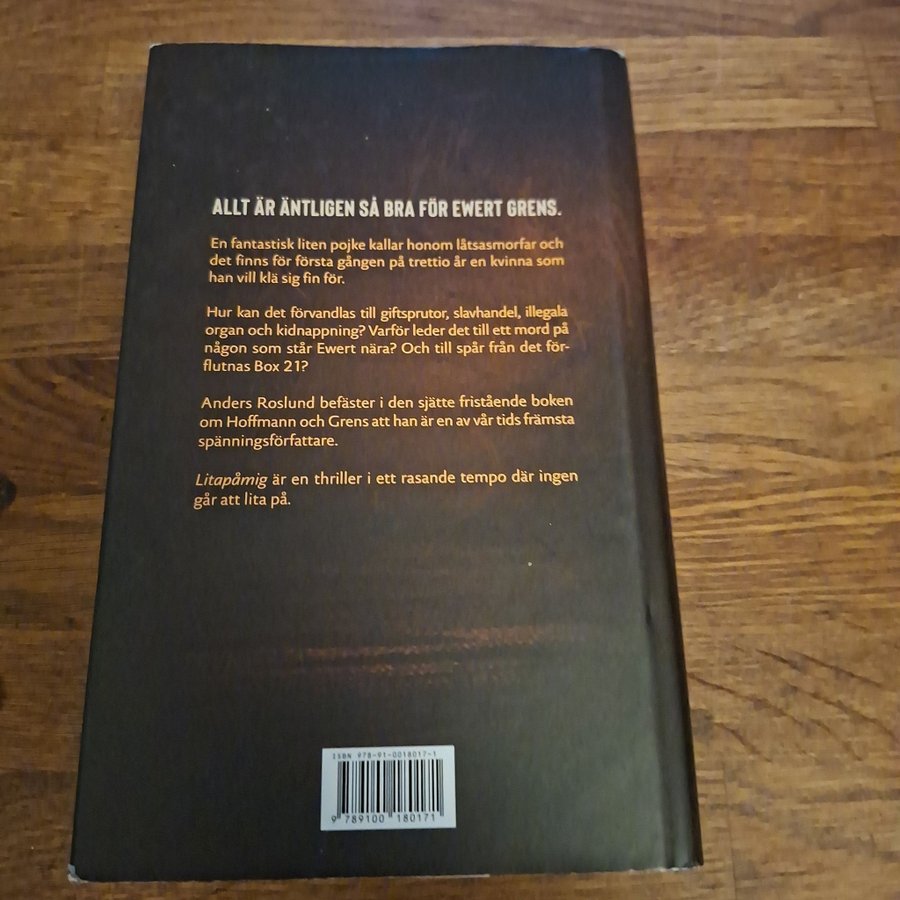 ALLT ÄR ÄNTLIGEN SÅ BRA FÖR EWERT GRENS.
En fantastisk liten pojke kallar honom låtsasmorfar och
det finns för första gången på trettio år en kvinna som
han vill klä sig fin för.
Hur kan det förvandlas till giftsprutor, slavhandel, illegala
organ och kidnappning? Varför leder det till ett mord på
någon som står Ewert nära? Och till spår från det för-
flutnas Box 21?
Anders Roslund befäster i den sjätte fristående boken
om Hoffmann och Grens att han är en av vår tids främsta
spänningsförfattare.
Litapåmig är en thriller i ett rasande tempo där ingen
går att lita på.
ISBN 978-91-0018017-1
9 789100 180171